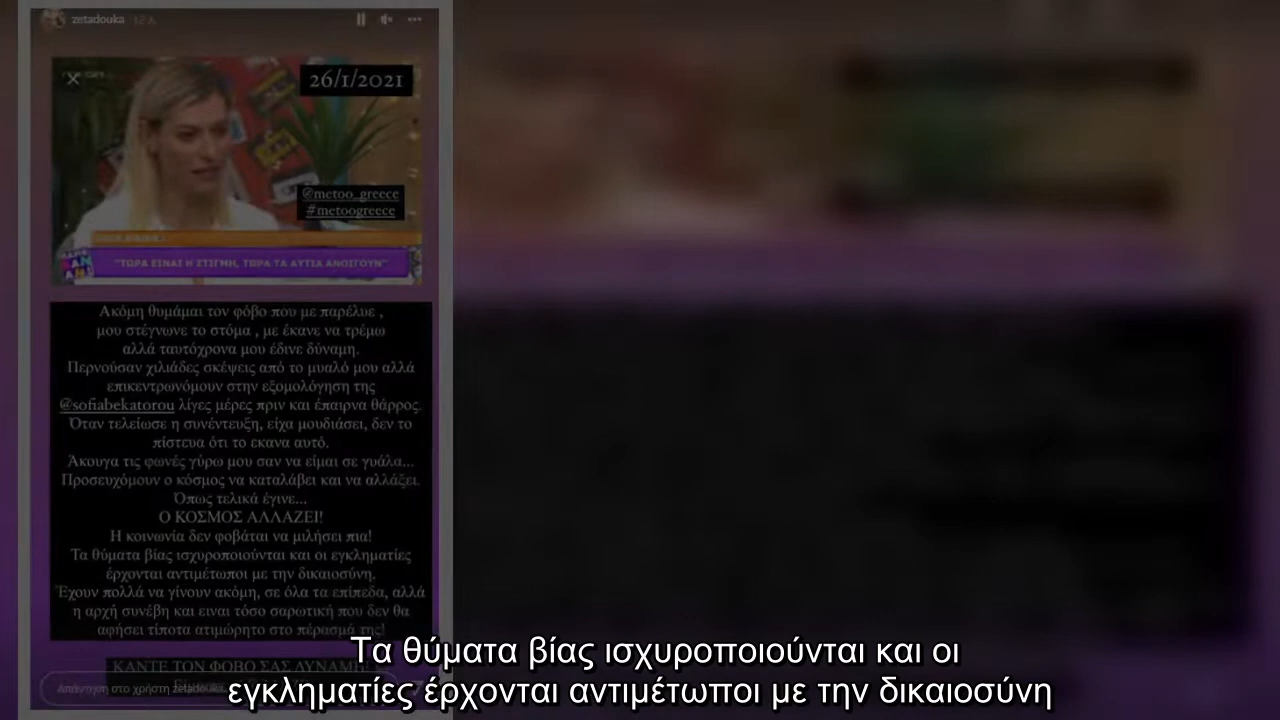 zetadouka 12 λ
26/1/2021
@metoo_greece
#metoogreece
"ΤΩΡΑ ΕΙΝΑΙ Η ΣΤΙΓΜΗ, ΤΩΡΑ ΤΑ ΑΥΤΙΑ ΑΝΟΙΓΟΥΝ"
Ακόμη θυμάμαι τον φόβο που με παρέλυε ,
μου στέγνωνε το στόμα , με έκανε να τρέμω
αλλά ταυτόχρονα μου έδινε δύναμη.
Περνούσαν χιλιάδες σκέψεις από το μυαλό μου αλλά
επικεντρωνόμουν στην εξομολόγηση της
@sofiabekatorou λίγες μέρες πριν και έπαιρνα θάρρος.
Όταν τελείωσε η συνέντευξη, είχα μουδιάσει, δεν το
πίστευα ότι το εκανα αυτό.
Άκουγα τις φωνές γύρω μου σαν να είμαι σε γυάλα...
Προσευχόμουν ο κόσμος να καταλάβει και να αλλάξει.
Όπως τελικά έγινε...
Ο ΚΟΣΜΟΣ ΑΛΛΑΖΕΙ!
Η κοινωνία δεν φοβάται να μιλήσει πια!
Τα θύματα βίας ισχυροποιούνται και οι εγκληματίες
έρχονται αντιμέτωποι με την δικαιοσύνη.
Έχουν πολλά να γίνουν ακόμη, σε όλα τα επίπεδα, αλλά
η αρχή συνέβη και ειναι τόσο σαρωτική που δεν θα
αφήσει τίποτα ατιμώρητο στο πέρασμά της!
ΚΑΝΤΕ ΤΟΝ ΦΟΒΟ ΣΑΣ ΔΥΝΑΜΗ!
Απάντηση στο χρήστη zetadouka
Τα θύματα βίας ισχυροποιούνται και οι
εγκληματίες έρχονται αντιμέτωποι με την δικαιοσύνη